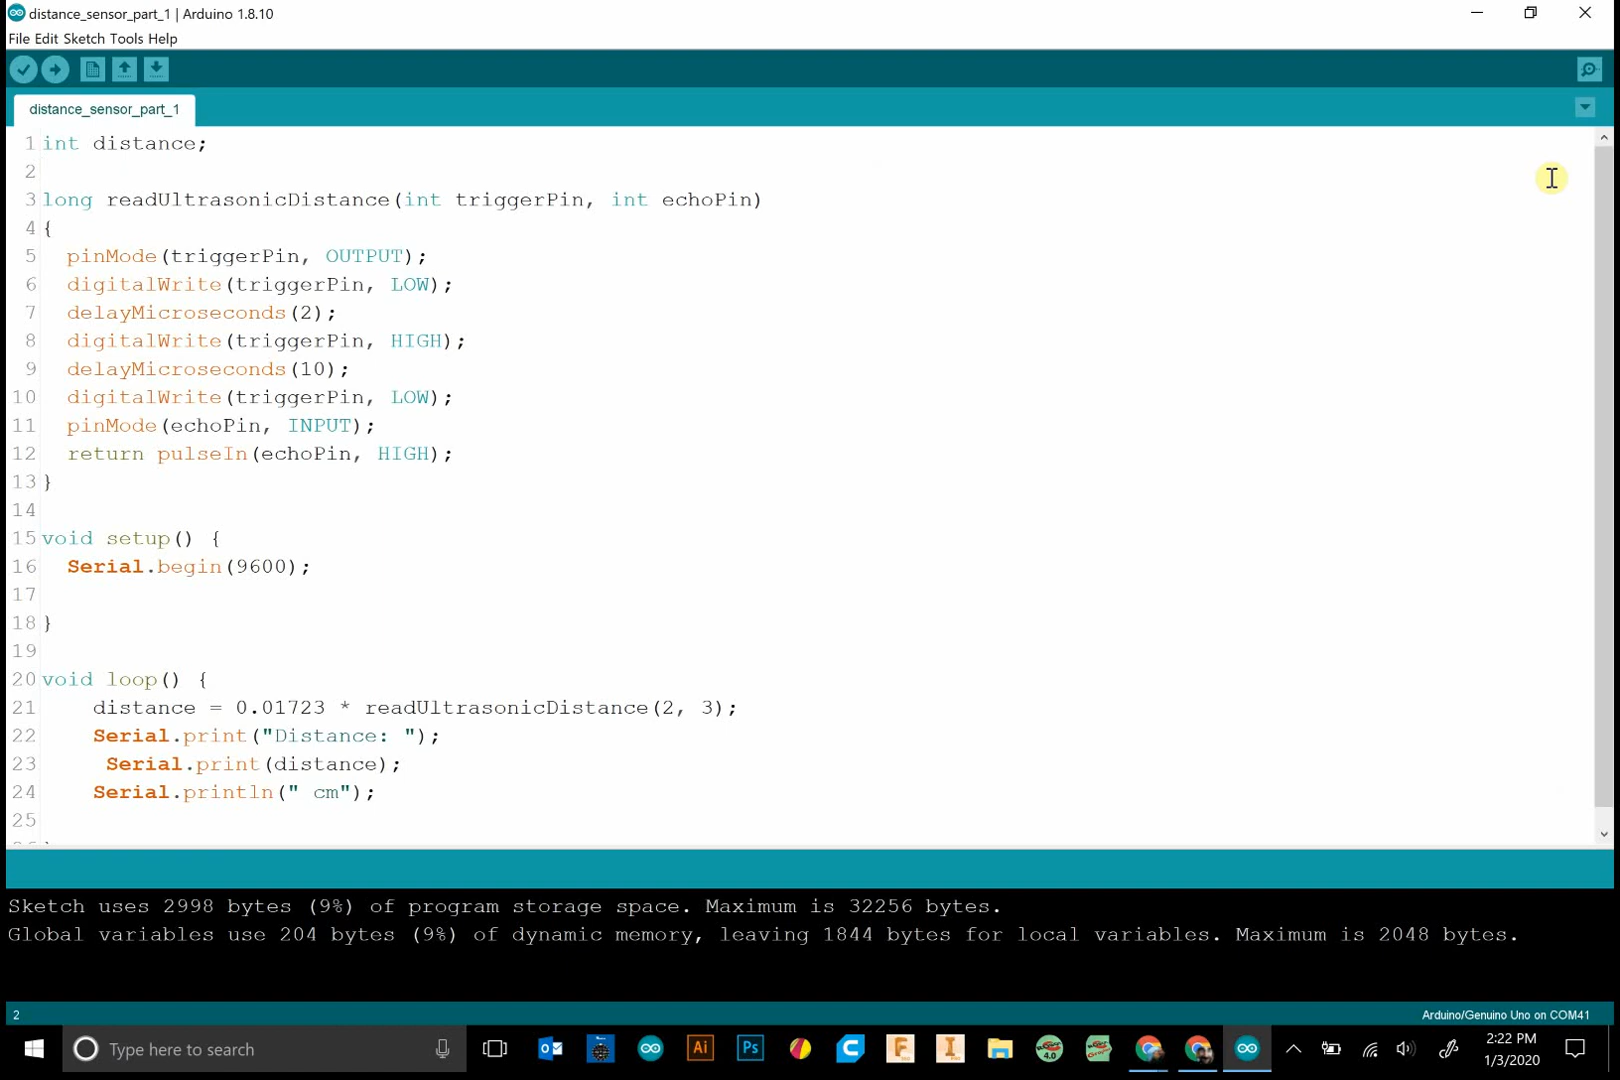 distance_sensor_part_1 | Arduino 1.8.10
File Edit Sketch Tools Help
distance_sensor_part_1
1 int distance;
2
3 long readUltrasonicDistance(int triggerPin, int echoPin)
4 {
5 pinMode(triggerPin, OUTPUT);
6 digitalWrite(triggerPin, LOW);
7 delayMicroseconds(2);
8 digitalWrite(triggerPin, HIGH);
9 delayMicroseconds(10);
10 digitalWrite(triggerPin, LOW);
11 pinMode(echoPin, INPUT);
12 return pulseIn(echoPin, HIGH);
13 }
14
15 void setup() {
16 Serial.begin(9600);
17
18 }
19
20 void loop() {
21 distance = 0.01723 * readUltrasonicDistance(2, 3);
22 Serial.print("Distance: ");
23 Serial.print(distance);
24 Serial.println(" cm");
25
Sketch uses 2998 bytes (9%) of program storage space. Maximum is 32256 bytes.
Global variables use 204 bytes (9%) of dynamic memory, leaving 1844 bytes for local variables. Maximum is 2048 bytes.
2
Arduino/Genuino Uno on COM41
Type here to search
Ai
Ps
4.0
2:22 PM
1/3/2020